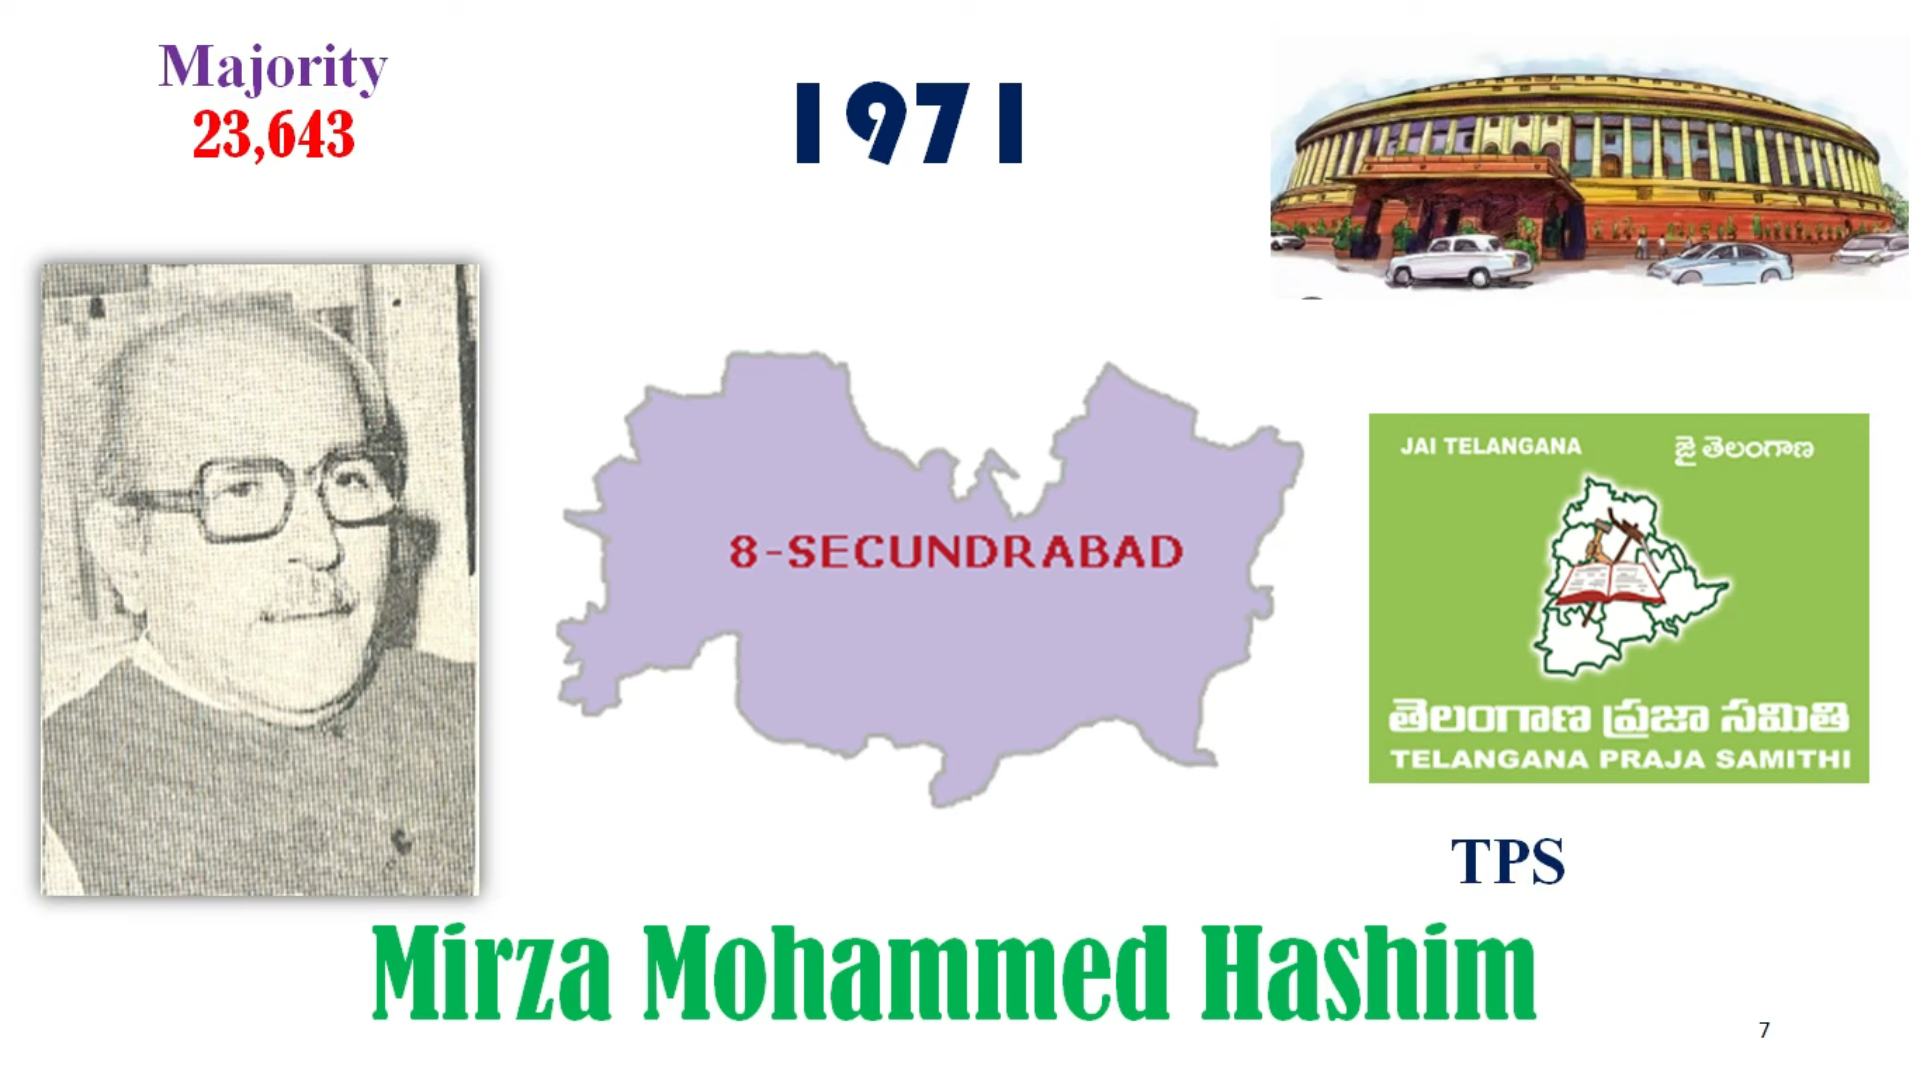 Majority
23,643
1971
8-SECUNDRABAD
JAI TELANGANA
జై తెలంగాణ
తెలంగాణ ప్రజా సమితి
TELANGANA PRAJA SAMITHI
TPS
Mirza Mohammed Hashim
7